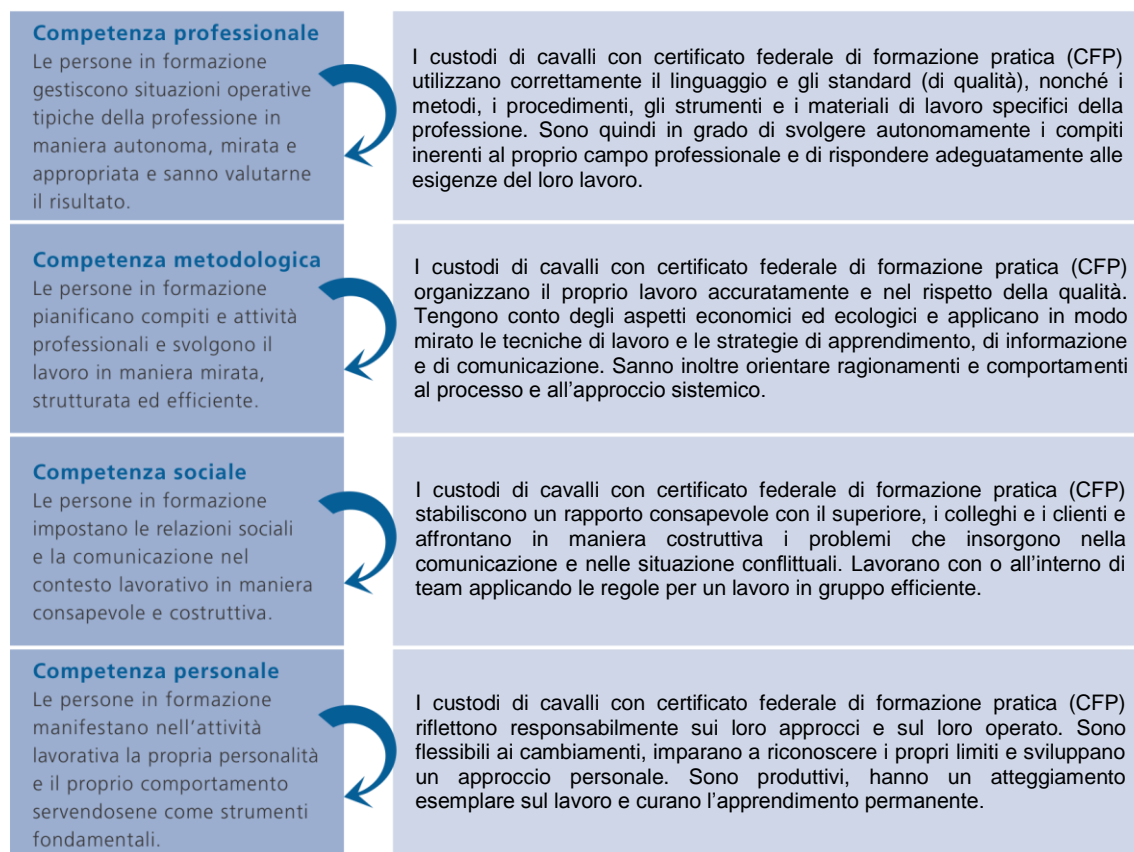 Competenza professionale
Le persone in formazione
gestiscono situazioni operative
tipiche della professione in
maniera autonoma, mirata e
appropriata e sanno valutarne
il risultato.
I custodi di cavalli con certificato federale di formazione pratica (CFP)
utilizzano correttamente il linguaggio e gli standard (di qualità), nonché i
metodi, i procedimenti, gli strumenti e i materiali di lavoro specifici della
professione. Sono quindi in grado di svolgere autonomamente i compiti
inerenti al proprio campo professionale e di rispondere adeguatamente alle
esigenze del loro lavoro.
Competenza metodologica
Le persone in formazione
pianificano compiti e attività
professionali e svolgono il
lavoro in maniera mirata,
strutturata ed efficiente.
I custodi di cavalli con certificato federale di formazione pratica (CFP)
organizzano il proprio lavoro accuratamente e nel rispetto della qualità.
Tengono conto degli aspetti economici ed ecologici e applicano in modo
mirato le tecniche di lavoro e le strategie di apprendimento, di informazione
e di comunicazione. Sanno inoltre orientare ragionamenti e comportamenti
al processo e all'approccio sistemico.
Competenza sociale
Le persone in formazione
impostano le relazioni sociali
e la comunicazione nel
contesto lavorativo in maniera
consapevole e costruttiva.
I custodi di cavalli con certificato federale di formazione pratica (CFP)
stabiliscono un rapporto consapevole con il superiore, i colleghi e i clienti e
affrontano in maniera costruttiva i problemi che insorgono nella
comunicazione e nelle situazione conflittuali. Lavorano con o all'interno di
team applicando le regole per un lavoro in gruppo efficiente.
Competenza personale
Le persone in formazione
manifestano nell'attività
lavorativa la propria personalità
e il proprio comportamento
servendosene come strumenti
fondamentali.
I custodi di cavalli con certificato federale di formazione pratica (CFP)
riflettono responsabilmente sui loro approcci e sul loro operato. Sono
flessibili ai cambiamenti, imparano a riconoscere i propri limiti e sviluppano
un approccio personale. Sono produttivi, hanno un atteggiamento
esemplare sul lavoro e curano l'apprendimento permanente.